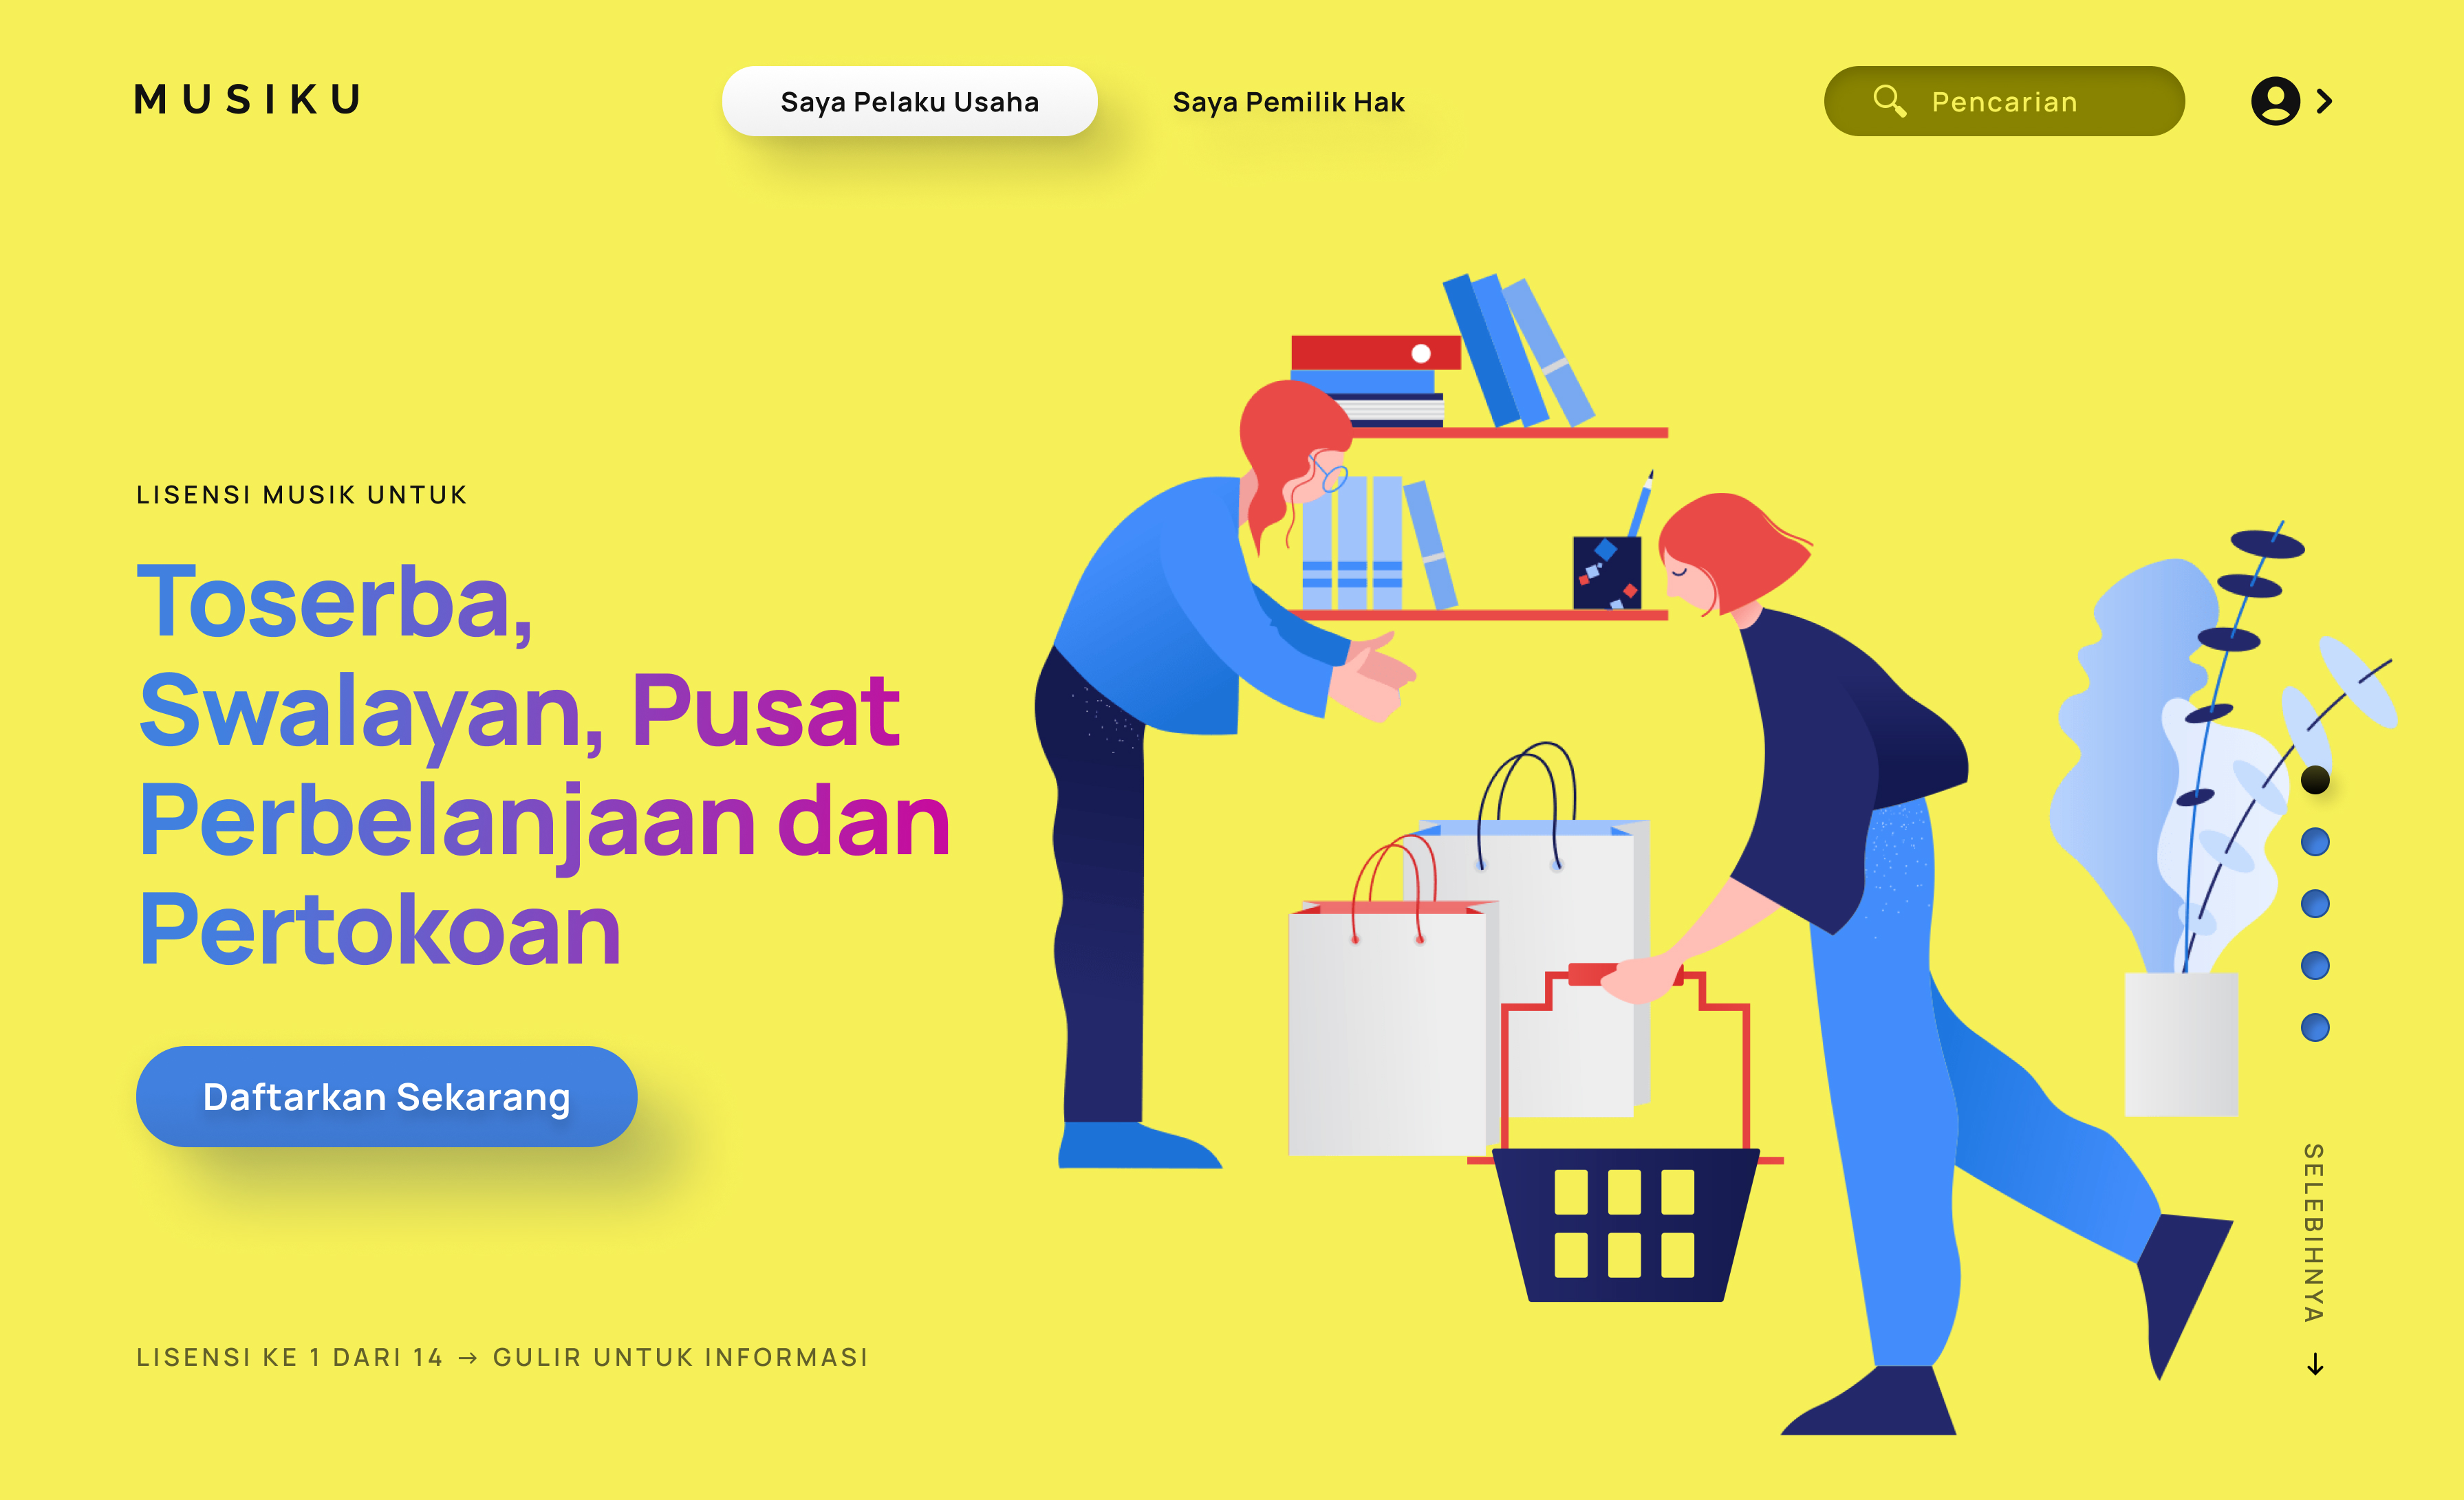 MUSIKU
Saya Pelaku Usaha
Saya Pemilik Hak
Pencarian
LISENSI MUSIK UNTUK
Toserba,
Swalayan, Pusat
Perbelanjaan dan
Pertokoan
Daftarkan Sekarang
LISENSI KE 1 DARI 14 → GULIR UNTUK INFORMASI
SELEBIHNYA ↓